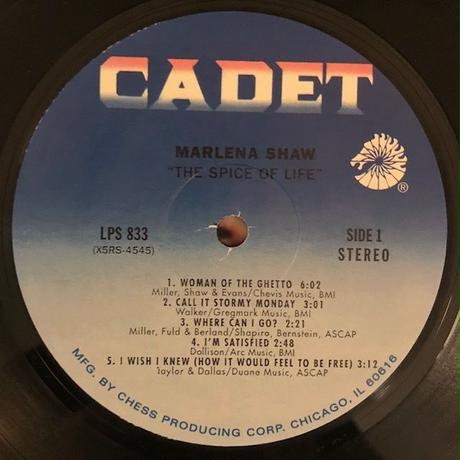 CADET
MARLENA SHAW
"THE SPICE OF LIFE"
®
LPS 833
(X5RS-4545)
SIDE 1
STEREO
1. WOMAN OF THE GHETTO 6:02
Miller, Shaw & Evans/Chevis Music, BMI
2. CALL IT STORMY MONDAY 3:01
Walker/Gregmark Music, BMI
3. WHERE CAN I GO? 2:21
Miller, Fuld & Berland/Shapiro, Bernstein, ASCAP
4. I'M SATISFIED 2:48
Dollison/Arc Music, BMI
5. I WISH I KNEW (HOW IT WOULD FEEL TO BE FREE) 3:12
Taylor & Dallas/Duane Music, ASCAP
MFG. BY CHESS PRODUCING CORP. CHICAGO, IL 60616